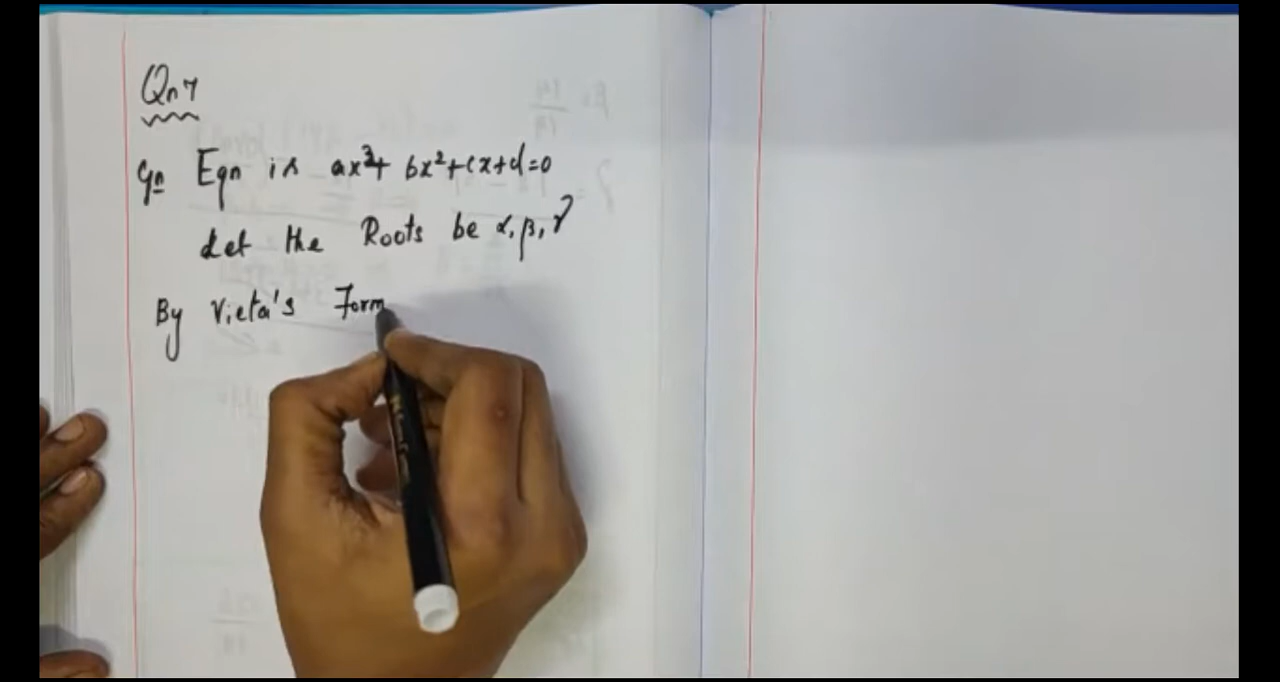 Qn 7
Gn Eqn is ax³+ bx²+cx+d=0
Let the Roots be α, β, γ
By Vieta's Form